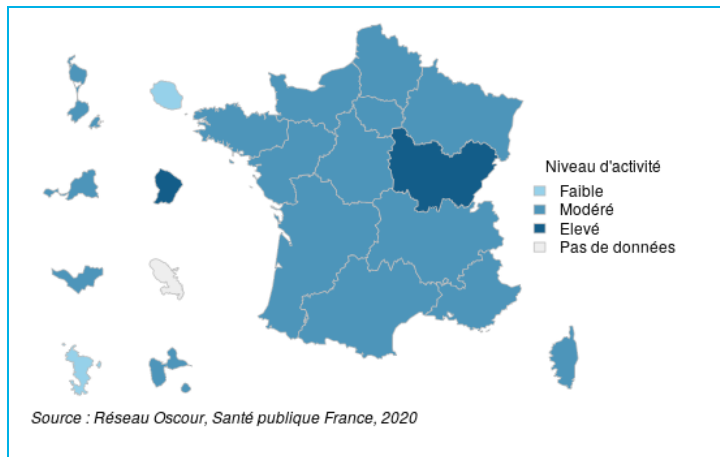 Niveau d'activité
Faible
Modéré
Elevé
Pas de données
Source : Réseau Oscour, Santé publique France, 2020